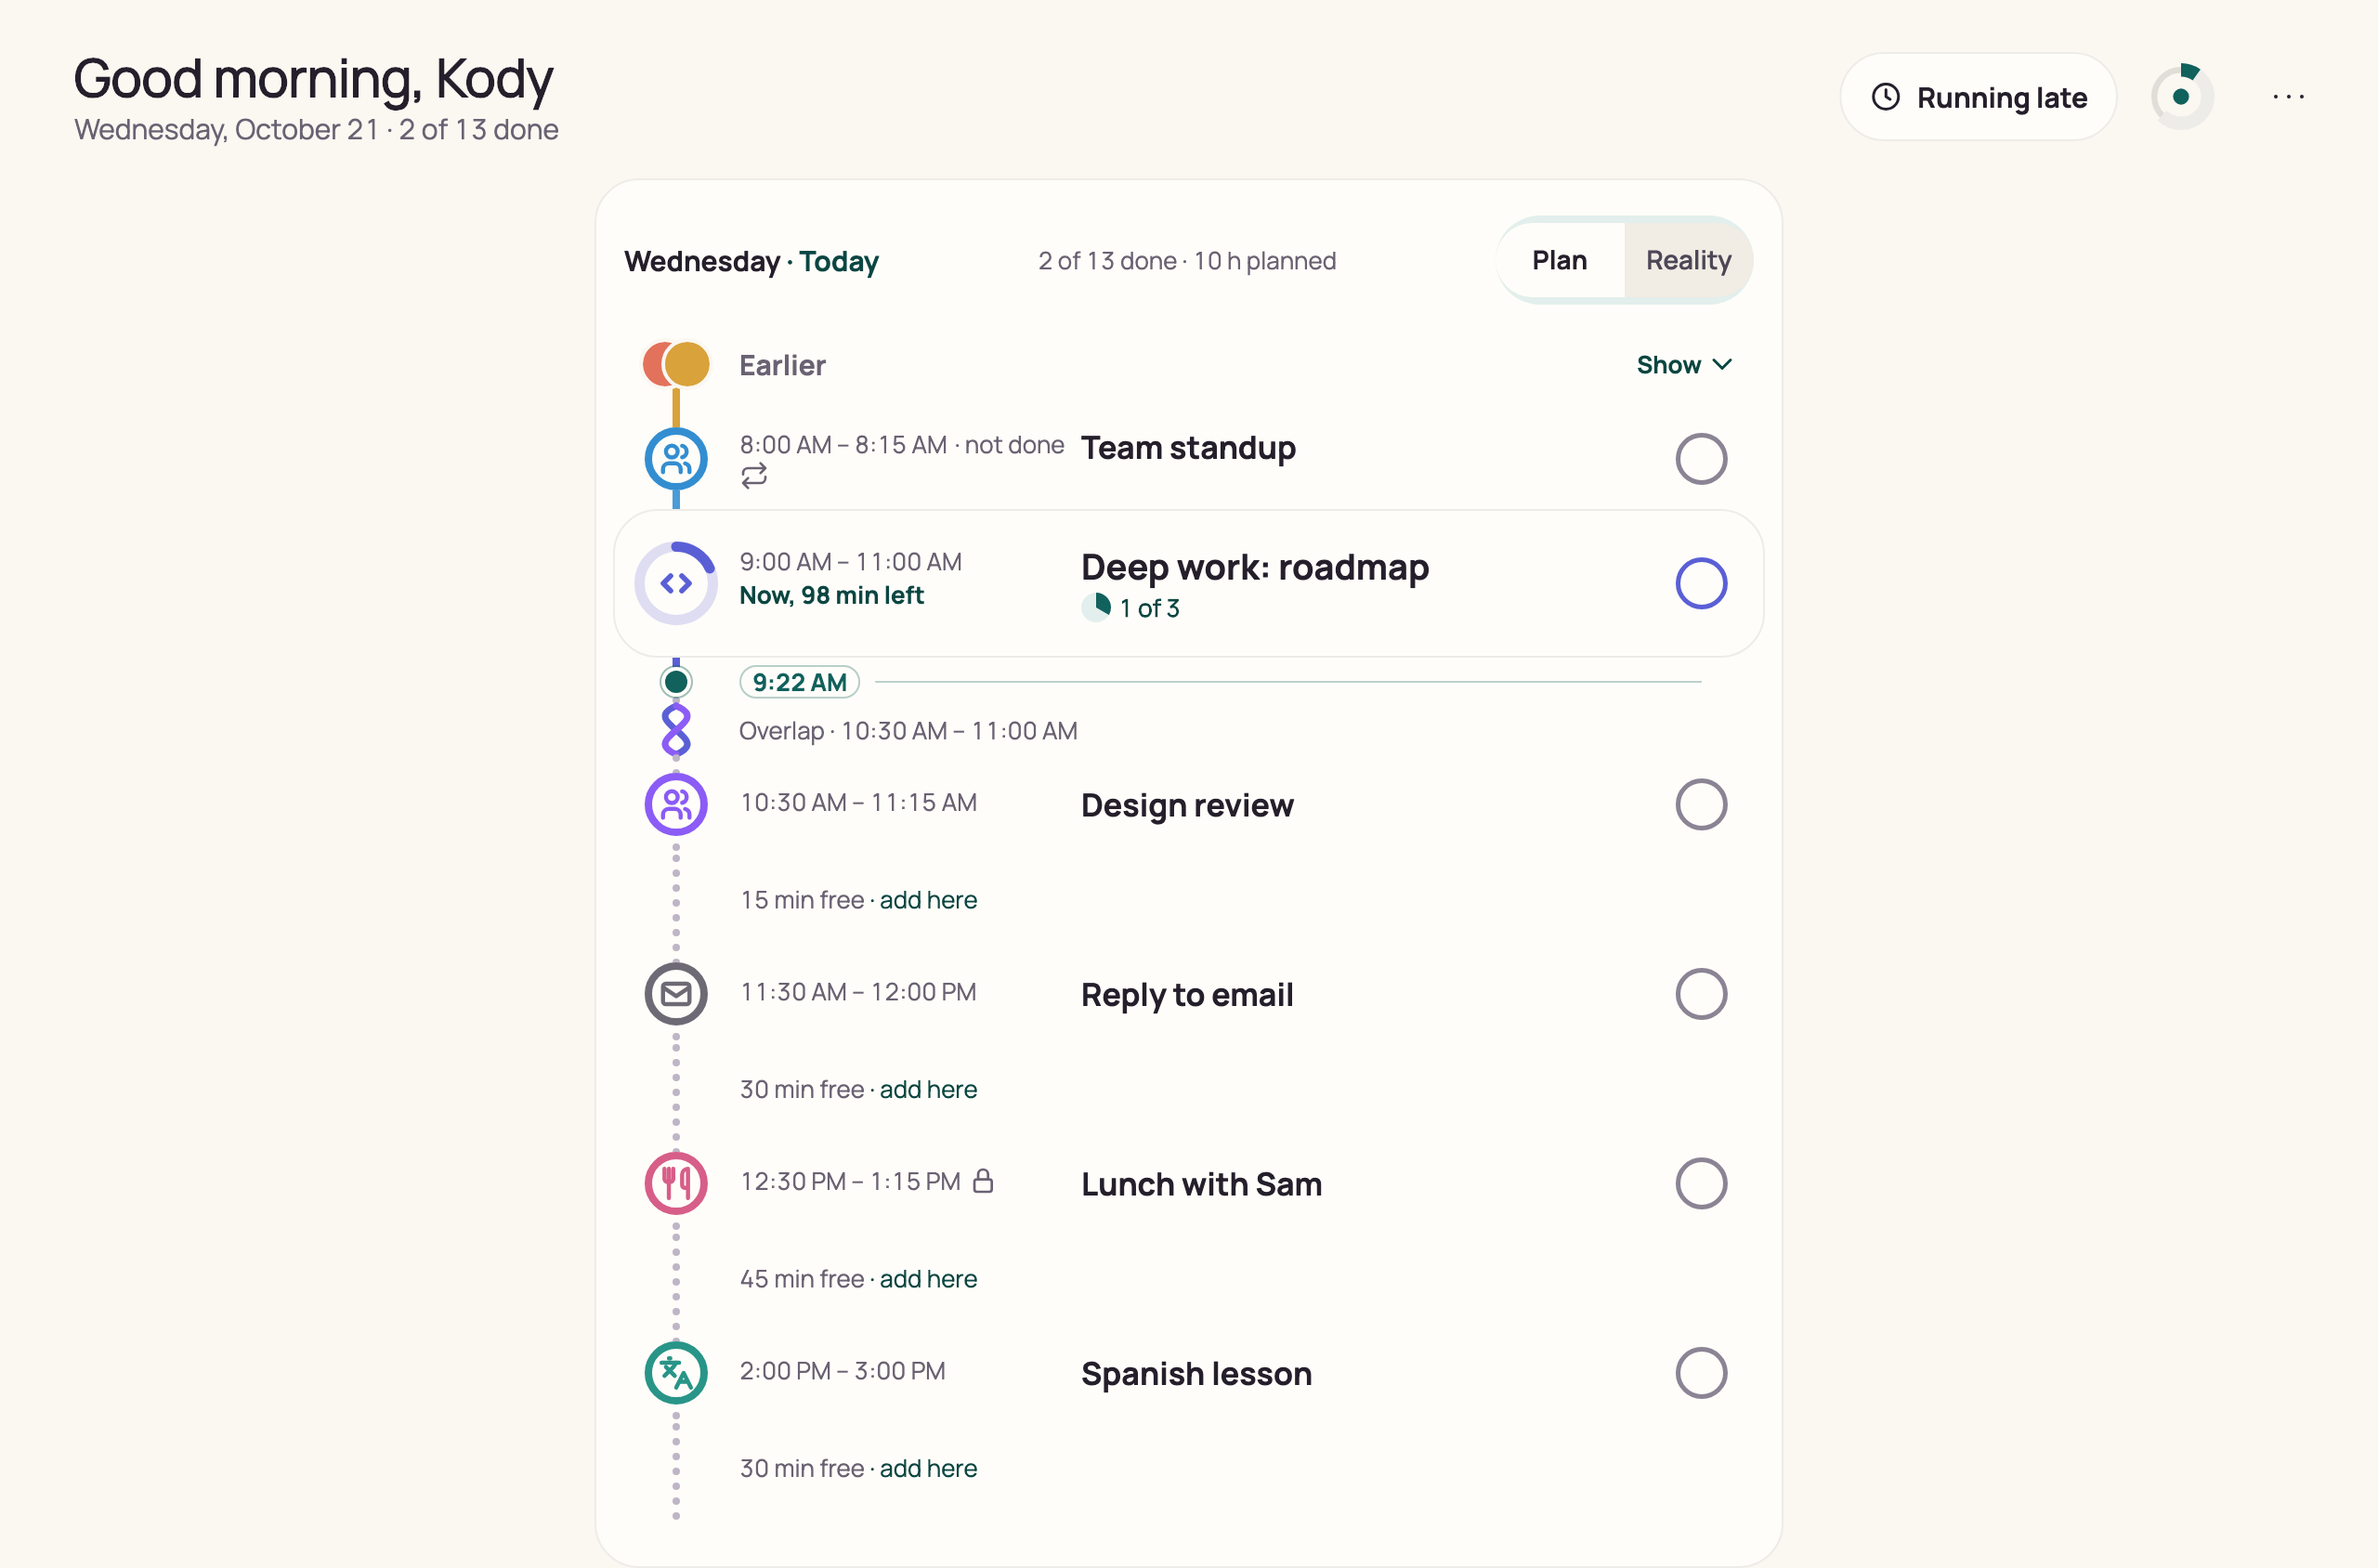 Good morning, Kody
Wednesday, October 21 · 2 of 13 done
Running late
Wednesday · Today
2 of 13 done · 10 h planned
Plan
Reality
Earlier
Show
8:00 AM – 8:15 AM · not done
Team standup
9:00 AM – 11:00 AM
Now, 98 min left
Deep work: roadmap
1 of 3
9:22 AM
Overlap · 10:30 AM – 11:00 AM
10:30 AM – 11:15 AM
Design review
15 min free · add here
11:30 AM – 12:00 PM
Reply to email
30 min free · add here
12:30 PM – 1:15 PM
Lunch with Sam
45 min free · add here
2:00 PM – 3:00 PM
Spanish lesson
30 min free · add here